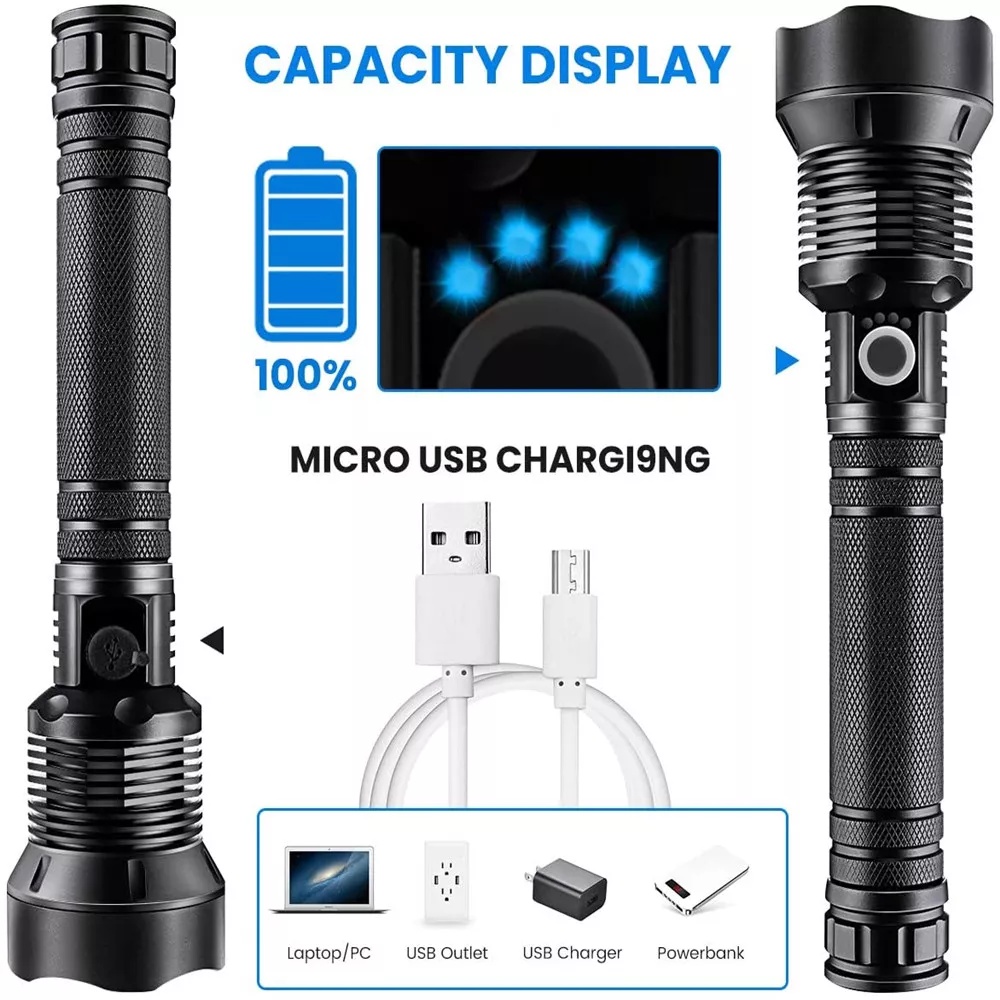 CAPACITY DISPLAY
100%
MICRO USB CHARGI9NG
Laptop/PC
USB Outlet
USB Charger
Powerbank